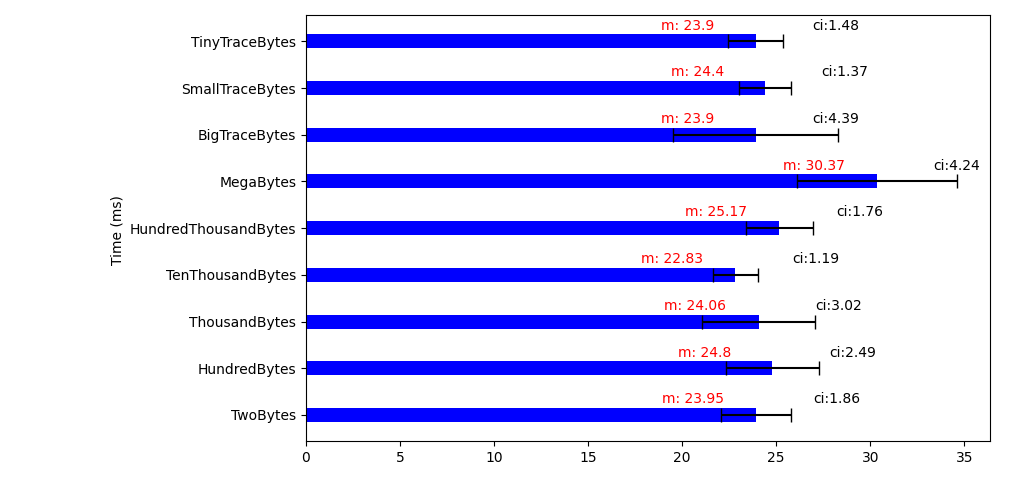 m: 23.9 ci:1.48
TinyTraceBytes
m: 24.4 ci:1.37
SmallTraceBytes
m: 23.9 ci:4.39
BigTraceBytes
m: 30.37 ci:4.24
MegaBytes
m: 25.17 ci:1.76
HundredThousandBytes
m: 22.83 ci:1.19
TenThousandBytes
m: 24.06 ci:3.02
ThousandBytes
m: 24.8 ci:2.49
HundredBytes
m: 23.95 ci:1.86
TwoBytes
Time (ms)
0 5 10 15 20 25 30 35